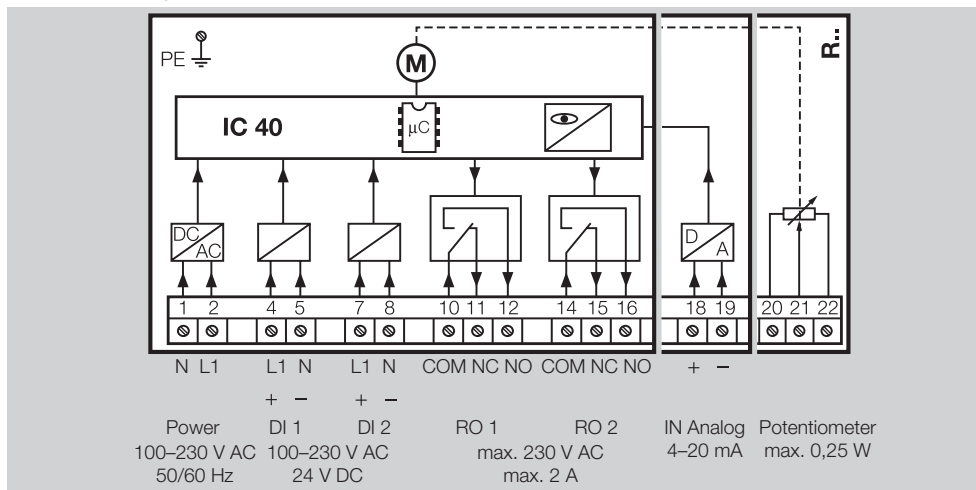 PE
M
R..
IC 40
µC
DC
AC
D
A
1 2 4 5 7 8 10 11 12 14 15 16 18 19 20 21 22
N L1 L1 N L1 N COM NC NO COM NC NO + −
+ − + −
Power DI 1 DI 2 RO 1 RO 2 IN Analog Potentiometer
100–230 V AC 100–230 V AC max. 230 V AC 4–20 mA max. 0,25 W
50/60 Hz 24 V DC max. 2 A